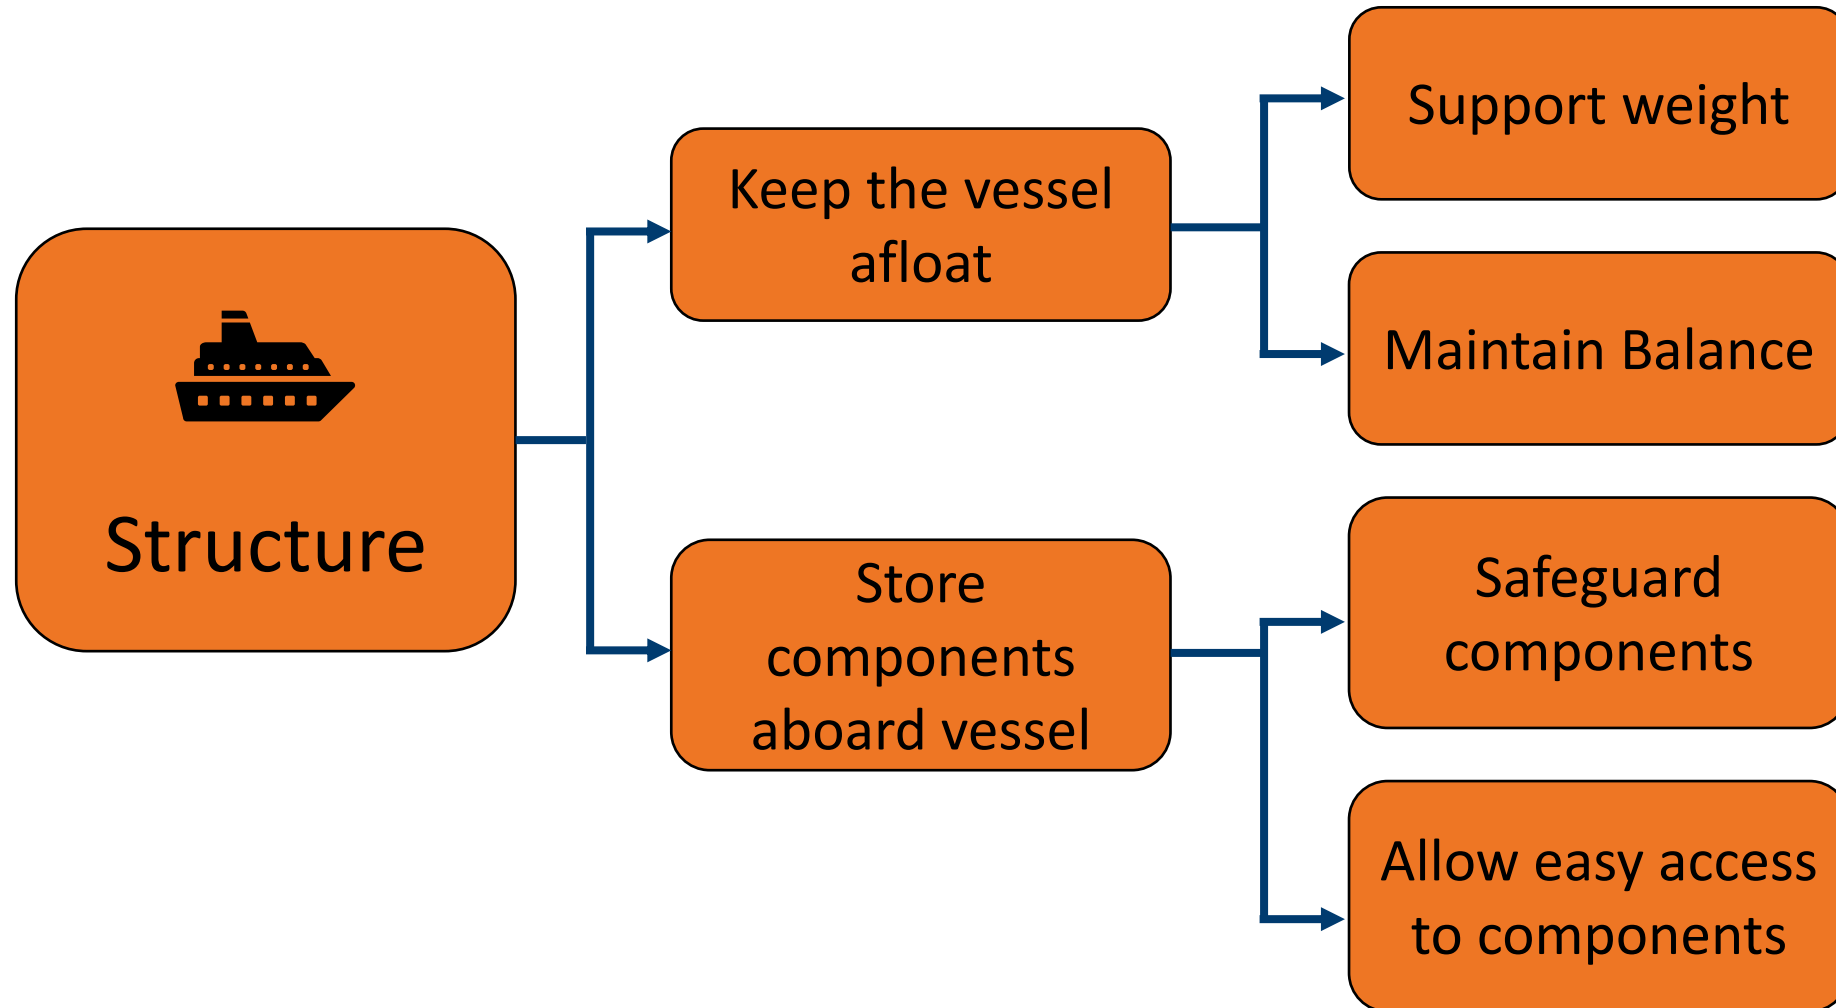 Structure
Keep the vessel
afloat
Support weight
Maintain Balance
Store
components
aboard vessel
Safeguard
components
Allow easy access
to components